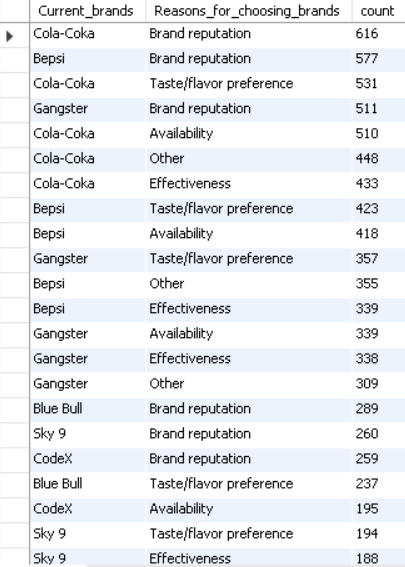 Current_brands Reasons_for_choosing_brands count
Cola-Coka Brand reputation 616
Bepsi Brand reputation 577
Cola-Coka Taste/flavor preference 531
Gangster Brand reputation 511
Cola-Coka Availability 510
Cola-Coka Other 448
Cola-Coka Effectiveness 433
Bepsi Taste/flavor preference 423
Bepsi Availability 418
Gangster Taste/flavor preference 357
Bepsi Other 355
Bepsi Effectiveness 339
Gangster Availability 339
Gangster Effectiveness 338
Gangster Other 309
Blue Bull Brand reputation 289
Sky 9 Brand reputation 260
CodeX Brand reputation 259
Blue Bull Taste/flavor preference 237
CodeX Availability 195
Sky 9 Taste/flavor preference 194
Sky 9 Effectiveness 188